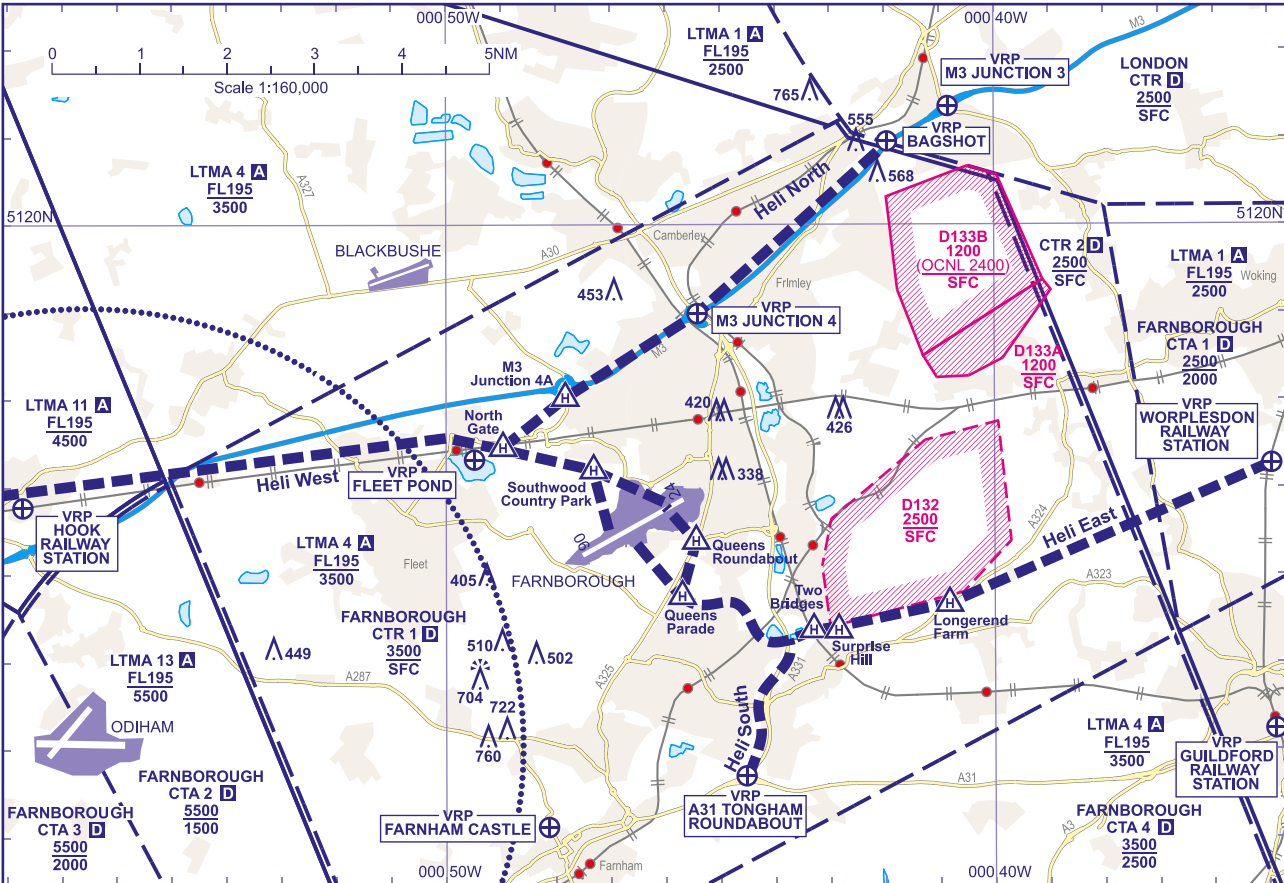 000 50W
000 40W
M3
0 1 2 3 4 5NM
Scale 1:160,000
LTMA 1 A
FL195
2500
VRP
M3 JUNCTION 3
LONDON
CTR D
2500
SFC
765
555
VRP
BAGSHOT
568
LTMA 4 A
FL195
3500
A327
Heli North
5120N
5120N
Camberley
A30
BLACKBUSHE
D133B
1200
(OCNL 2400)
SFC
CTR 2 D
2500
SFC
LTMA 1 A
FL195
2500
Woking
453
Frimley
VRP
M3 JUNCTION 4
M3
FARNBOROUGH
CTA 1 D
2500
2000
D133A
1200
SFC
M3
Junction 4A
LTMA 11 A
FL195
4500
North
Gate
420
426
VRP
WORPLESDON
RAILWAY
STATION
Heli West
VRP
FLEET POND
Southwood
Country Park
338
24
06
D132
2500
SFC
A324
Heli East
VRP
HOOK
RAILWAY
STATION
LTMA 4 A
FL195
3500
Fleet
405
FARNBOROUGH
Queens
Roundabout
A323
Two
Bridges
Queens
Parade
Longerend
Farm
FARNBOROUGH
CTR 1 D
3500
SFC
510
502
Surprise
Hill
449
LTMA 13 A
FL195
5500
A287
A325
A331
704
722
760
ODIHAM
Heli South
LTMA 4 A
FL195
3500
VRP
GUILDFORD
RAILWAY
STATION
A31
FARNBOROUGH
CTA 2 D
5500
1500
FARNBOROUGH
CTA 3 D
5500
2000
VRP
FARNHAM CASTLE
VRP
A31 TONGHAM
ROUNDABOUT
FARNBOROUGH
CTA 4 D
3500
2500
A3
Farnham
000 50W
000 40W
H
H
H
H
H
H
H
H